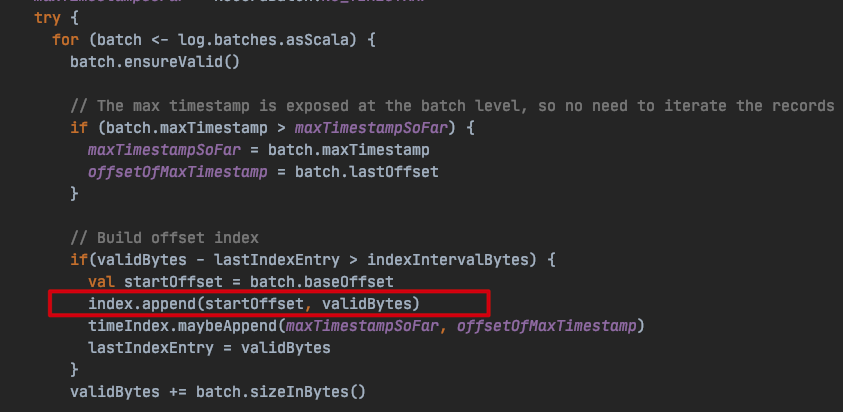 try {
for (batch <- log.batches.asScala) {
batch.ensureValid()
// The max timestamp is exposed at the batch level, so no need to iterate the records
if (batch.maxTimestamp > maxTimestampSoFar) {
maxTimestampSoFar = batch.maxTimestamp
offsetOfMaxTimestamp = batch.lastOffset
}
// Build offset index
if(validBytes - lastIndexEntry > indexIntervalBytes) {
val startOffset = batch.baseOffset
index.append(startOffset, validBytes)
timeIndex.maybeAppend(maxTimestampSoFar, offsetOfMaxTimestamp)
lastIndexEntry = validBytes
}
validBytes += batch.sizeInBytes()